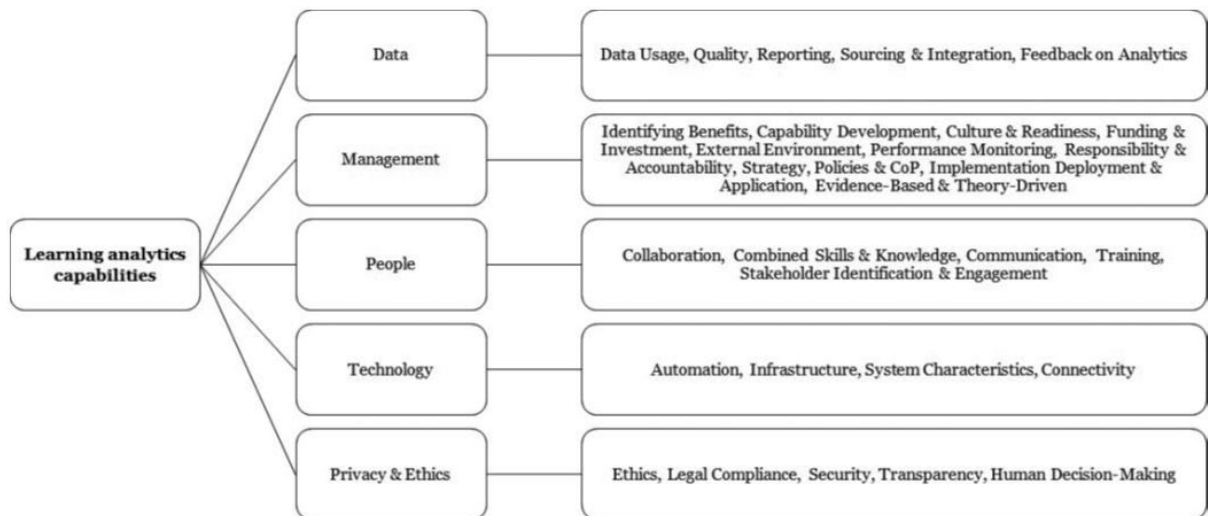 Data
Data Usage, Quality, Reporting, Sourcing & Integration, Feedback on Analytics
Management
Identifying Benefits, Capability Development, Culture & Readiness, Funding &
Investment, External Environment, Performance Monitoring, Responsibility &
Accountability, Strategy, Policies & CoP, Implementation Deployment &
Application, Evidence-Based & Theory-Driven
Learning analytics
capabilities
People
Collaboration, Combined Skills & Knowledge, Communication, Training,
Stakeholder Identification & Engagement
Technology
Automation, Infrastructure, System Characteristics, Connectivity
Privacy & Ethics
Ethics, Legal Compliance, Security, Transparency, Human Decision-Making